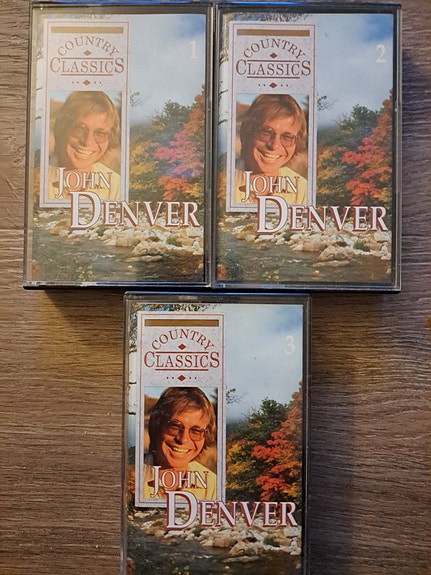 COUNTRY
CLASSICS
1
JOHN
DENVER
COUNTRY
CLASSICS
2
JOHN
DENVER
COUNTRY
CLASSICS
3
JOHN
DENVER